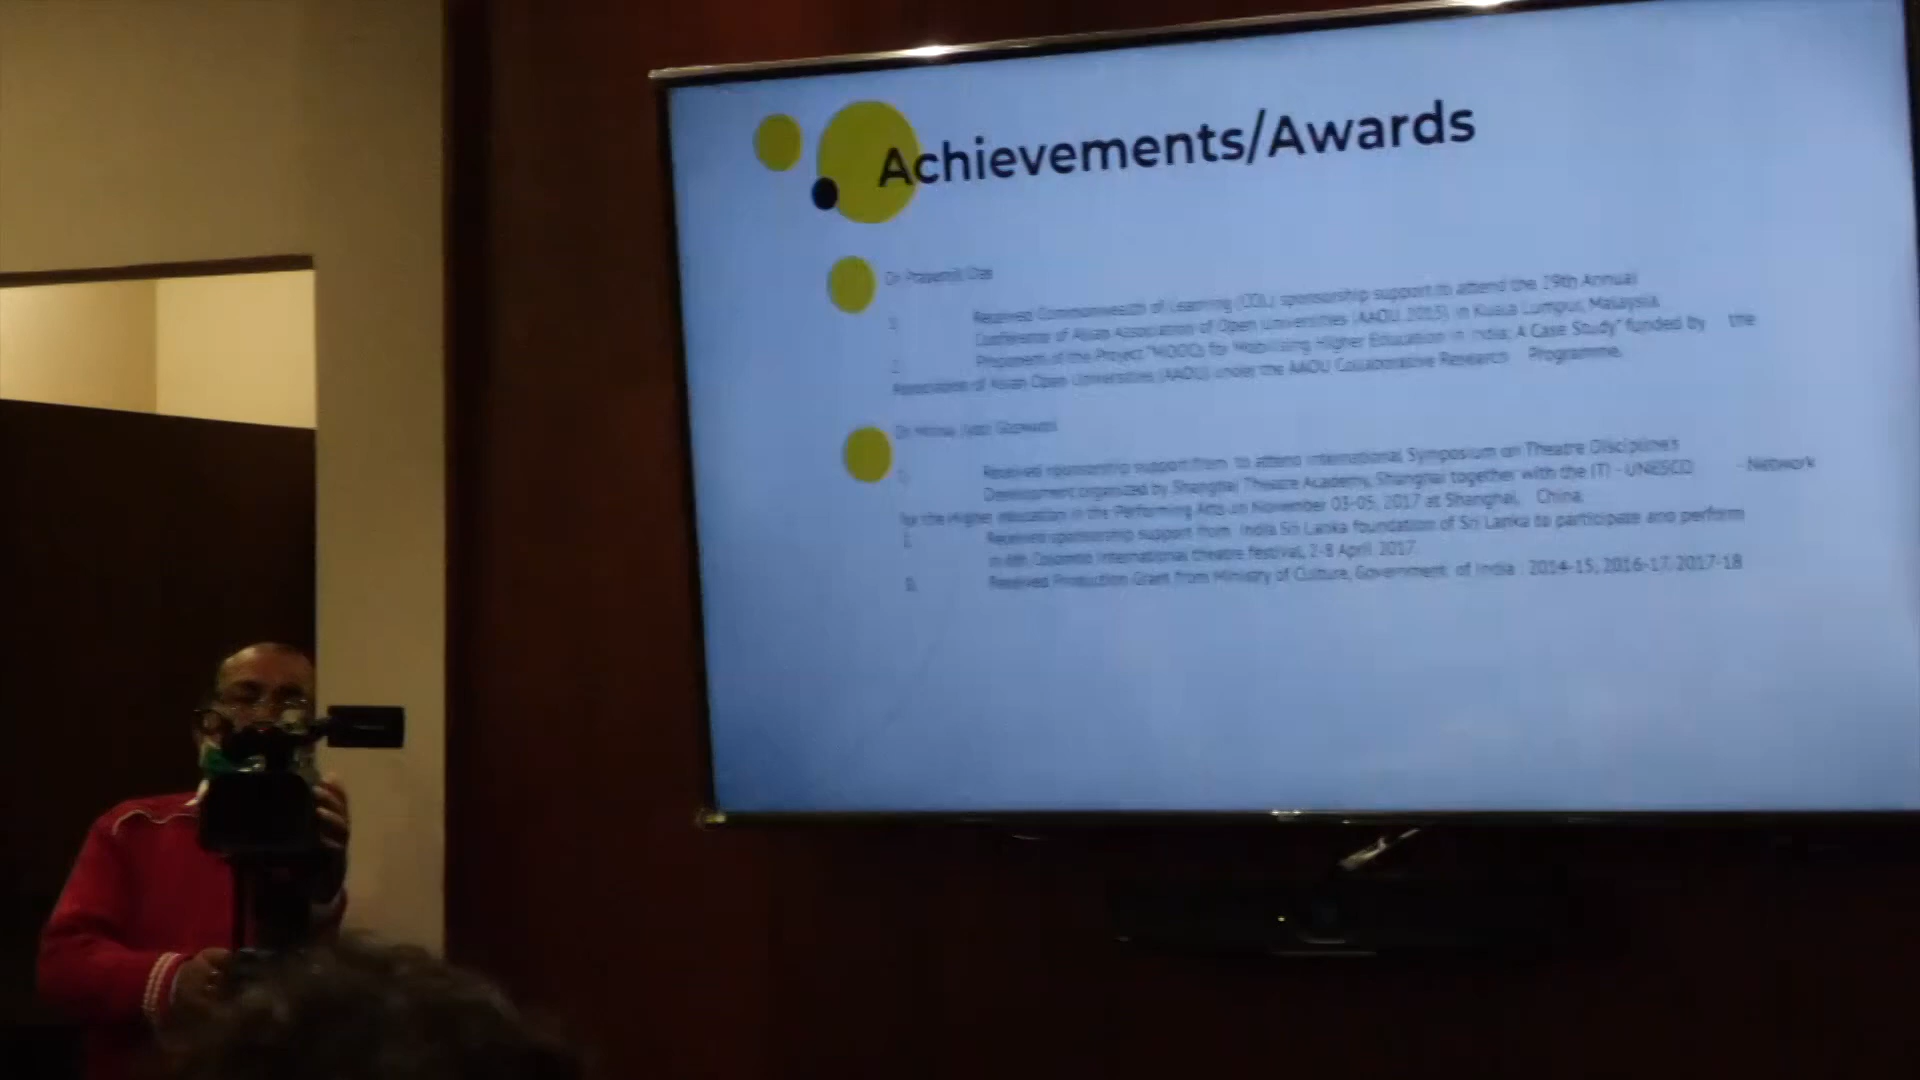 Achievements/Awards
Received Commonwealth of Learning (COL) sponsorship support to attend the 29th Annual
Conference of Asian Association of Open Universities (AAOU 2015) in Kuala Lumpur, Malaysia
Proponent of the Project "MOOCs for Mobilising Higher Education in India: A Case Study" funded by the
Association of Asian Open Universities (AAOU) under the AAOU Collaborative Research Programme.
Received sponsorship support from to attend International Symposium on Theatre Discipline's
Development organized by Shanghai Theatre Academy, Shanghai together with the ITI - UNESCO - Network
for the Higher education in the Performing Arts on November 03-05, 2017 at Shanghai, China
Received sponsorship support from India Sri Lanka foundation of Sri Lanka to participate and perform
in Colombo International theatre festival, 2-8 April 2017
Received Production Grant from Ministry of Culture, Government of India : 2014-15, 2016-17, 2017-18